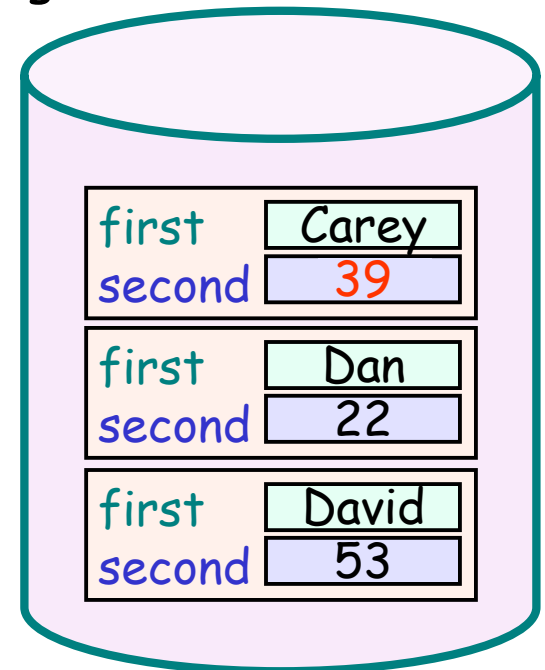 first Carey
second 39
first Dan
second 22
first David
second 53